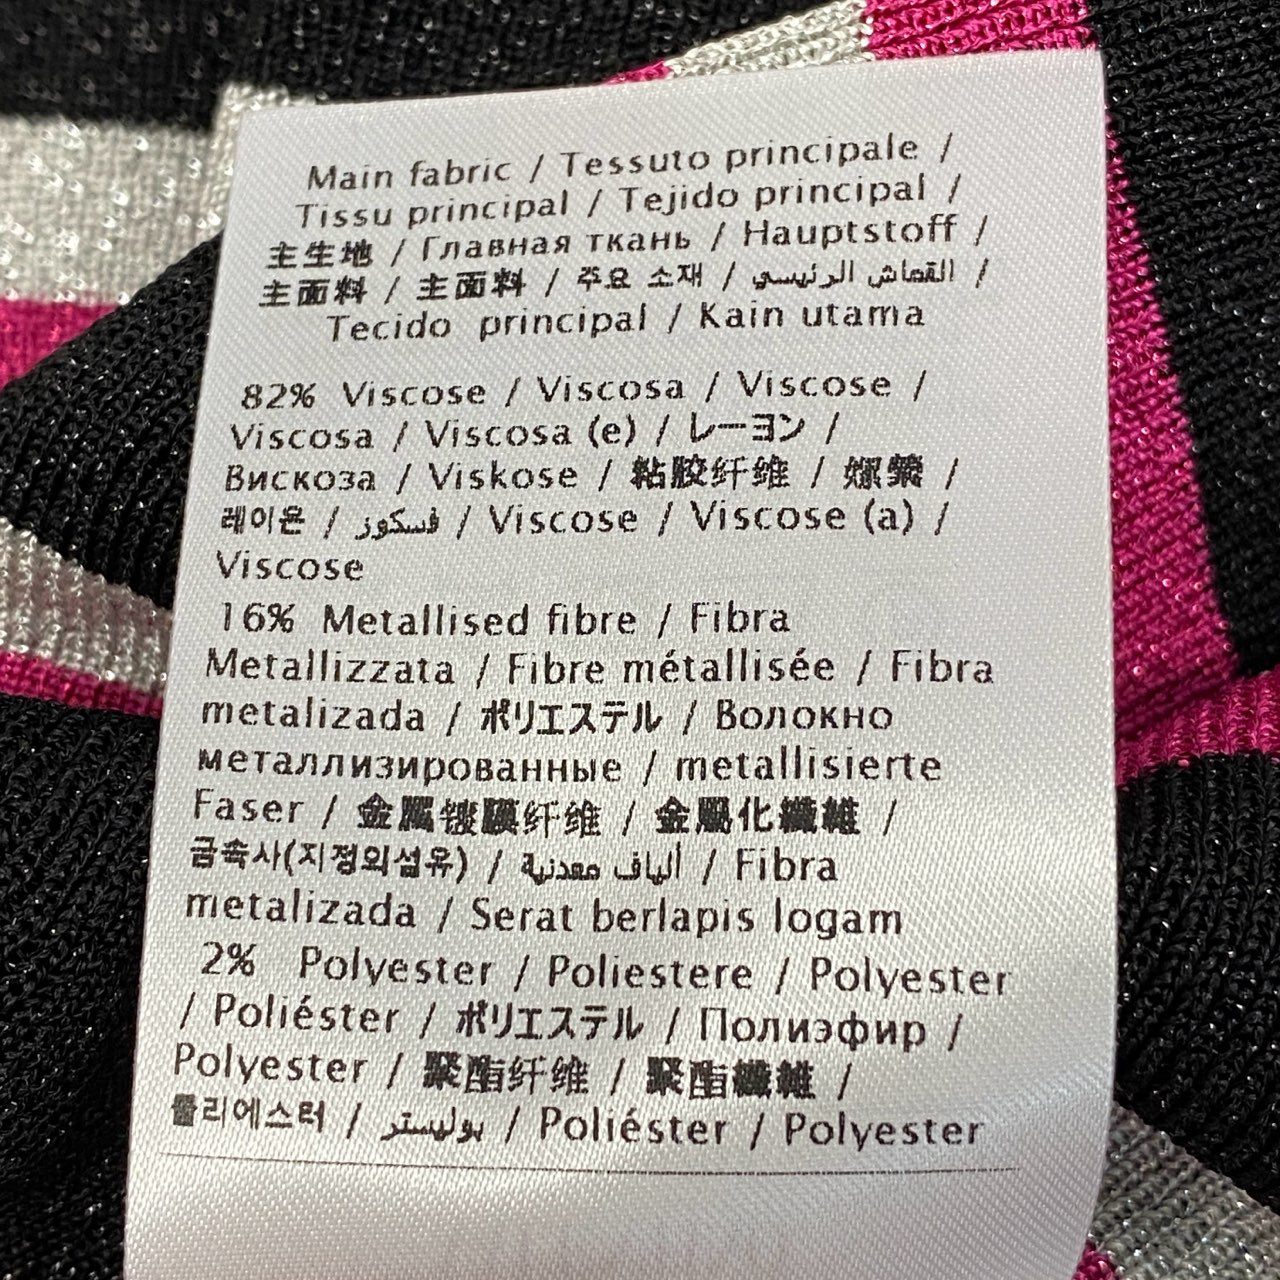 Main fabric / Tessuto principale /
Tissu principal / Tejido principal /
主生地 / Главная ткань / Hauptstoff /
主面料 / 主面料 / 주요 소재 / القماش الرئيسي /
Tecido principal / Kain utama
82% Viscose / Viscosa / Viscose /
Viscosa / Viscosa (e) / レーヨン /
Вискоза / Viskose / 粘胶纤维 / 嫘縈 /
레이온 / فسكوز / Viscose / Viscose (a) /
Viscose
16% Metallised fibre / Fibra
Metallizzata / Fibre métallisée / Fibra
metalizada / ポリエステル / Волокно
металлизированные / metallisierte
Faser / 金属镀膜纤维 / 金屬化纖維 /
금속사(지정외섬유) / ألياف معدنية / Fibra
metalizada / Serat berlapis logam
2% Polyester / Poliestere / Polyester
/ Poliéster / ポリエステル / Полиэфир /
Polyester / 聚酯纤维 / 聚酯纖維 /
폴리에스터 / بوليستر / Poliéster / Polyester